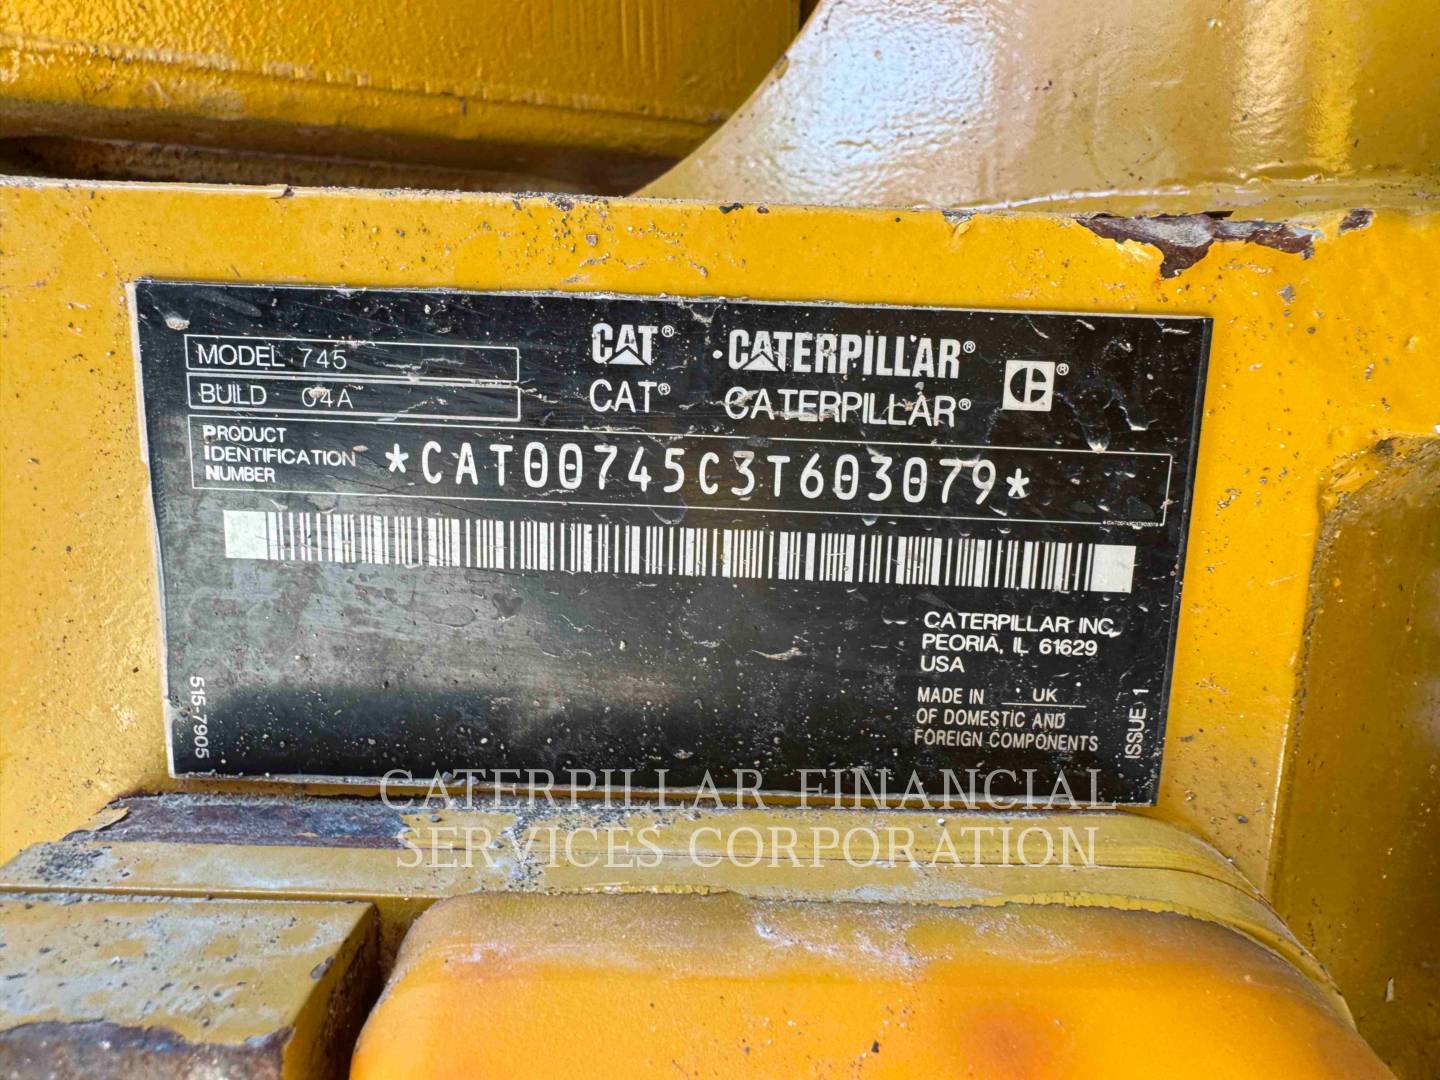 MODEL 745
BUILD 04A
CAT® CATERPILLAR®
CAT® CATERPILLAR®
®
PRODUCT
IDENTIFICATION
NUMBER
*CAT00745C3T603079*
CATERPILLAR INC.
PEORIA, IL 61629
USA
MADE IN UK
OF DOMESTIC AND
FOREIGN COMPONENTS
515-7905
ISSUE 1
CATERPILLAR FINANCIAL
SERVICES CORPORATION